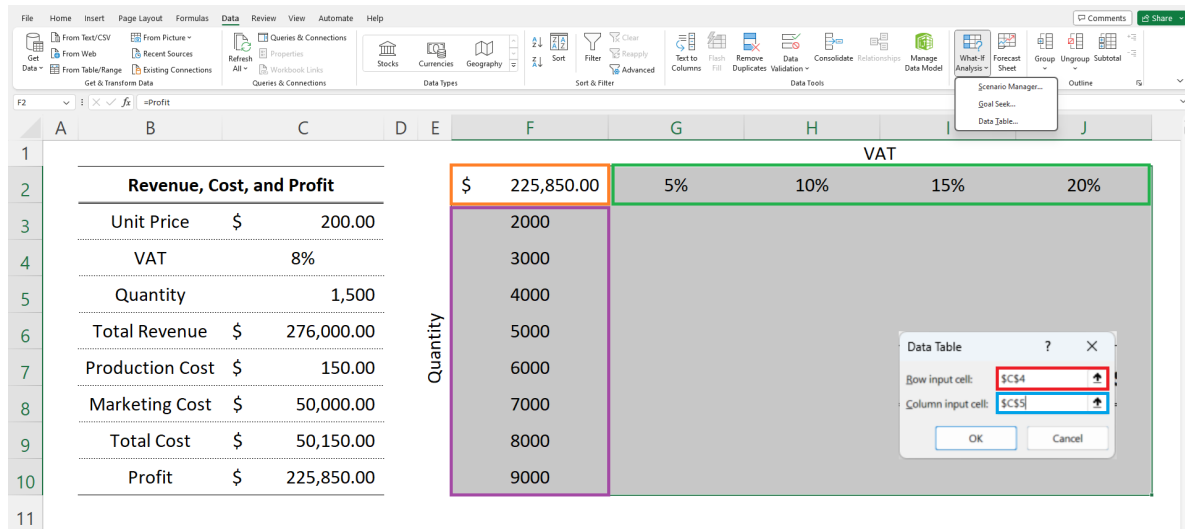 File Home Insert Page Layout Formulas Data Review View Automate Help Comments Share
Get Data From Text/CSV From Web From Table/Range From Picture Recent Sources Existing Connections
Get & Transform Data
Refresh All Queries & Connections Properties Workbook Links
Queries & Connections
Stocks Currencies Geography
Data Types
Sort Filter Clear Reapply Advanced
Sort & Filter
Text to Columns Flash Fill Remove Duplicates Data Validation Consolidate Relationships Manage Data Model
Data Tools
What-If Analysis Forecast Sheet
Scenario Manager...
Goal Seek...
Data Table...
Group Ungroup Subtotal
Outline
F2 fx =Profit
A B C D E F G H I J
1 VAT
2 Revenue, Cost, and Profit $ 225,850.00 5% 10% 15% 20%
3 Unit Price $ 200.00 2000
4 VAT 8% 3000
5 Quantity 1,500 4000
6 Total Revenue $ 276,000.00 5000
Quantity
7 Production Cost $ 150.00 6000
8 Marketing Cost $ 50,000.00 7000
9 Total Cost $ 50,150.00 8000
10 Profit $ 225,850.00 9000
11
Data Table ? ×
Row input cell: $C$4
Column input cell: $C$5
OK Cancel